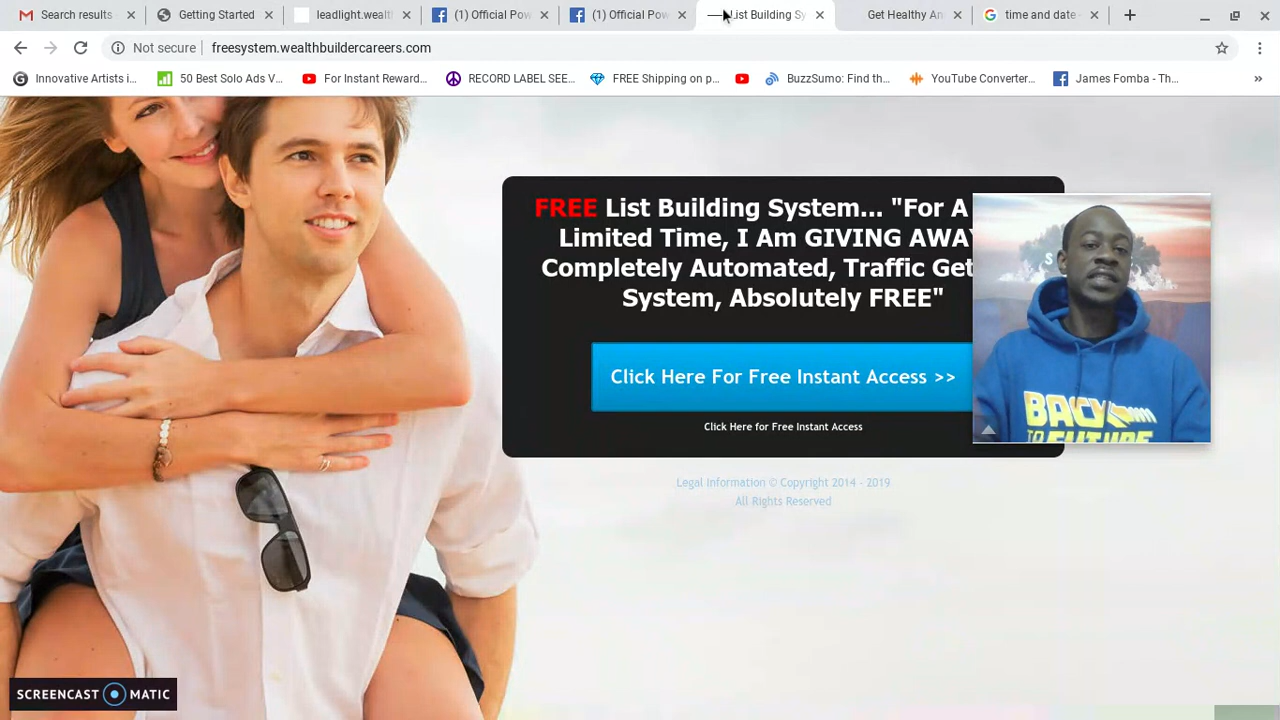 Search results
Getting Started
leadlight.wealt
(1) Official Pow
(1) Official Pow
List Building Sy
Get Healthy An
time and date
Not secure
freesystem.wealthbuildercareers.com
Innovative Artists i...
50 Best Solo Ads V...
For Instant Reward...
RECORD LABEL SEE...
FREE Shipping on p...
BuzzSumo: Find th...
YouTube Converter...
James Fomba - Th...
FREE List Building System... "For A
Limited Time, I Am GIVING AWAY
Completely Automated, Traffic Get
System, Absolutely FREE"
Click Here For Free Instant Access >>
Click Here for Free Instant Access
Legal Information © Copyright 2014 - 2019
All Rights Reserved
BACK
TO FUTURE
SCREENCAST MATIC